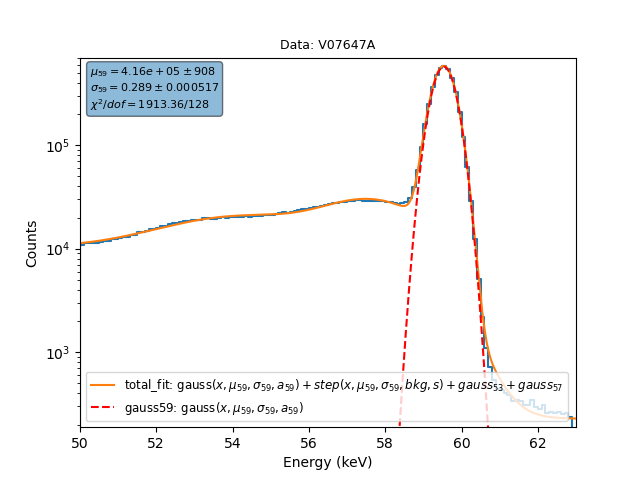 Data: V07647A
μ₅₉ = 4.16e + 05 ± 908
σ₅₉ = 0.289 ± 0.000517
χ²/dof = 1913.36/128
10⁵
10⁴
10³
Counts
total_fit: gauss(x, μ₅₉, σ₅₉, a₅₉) + step(x, μ₅₉, σ₅₉, bkg, s) + gauss₅₃ + gauss₅₇
gauss59: gauss(x, μ₅₉, σ₅₉, a₅₉)
50 52 54 56 58 60 62
Energy (keV)